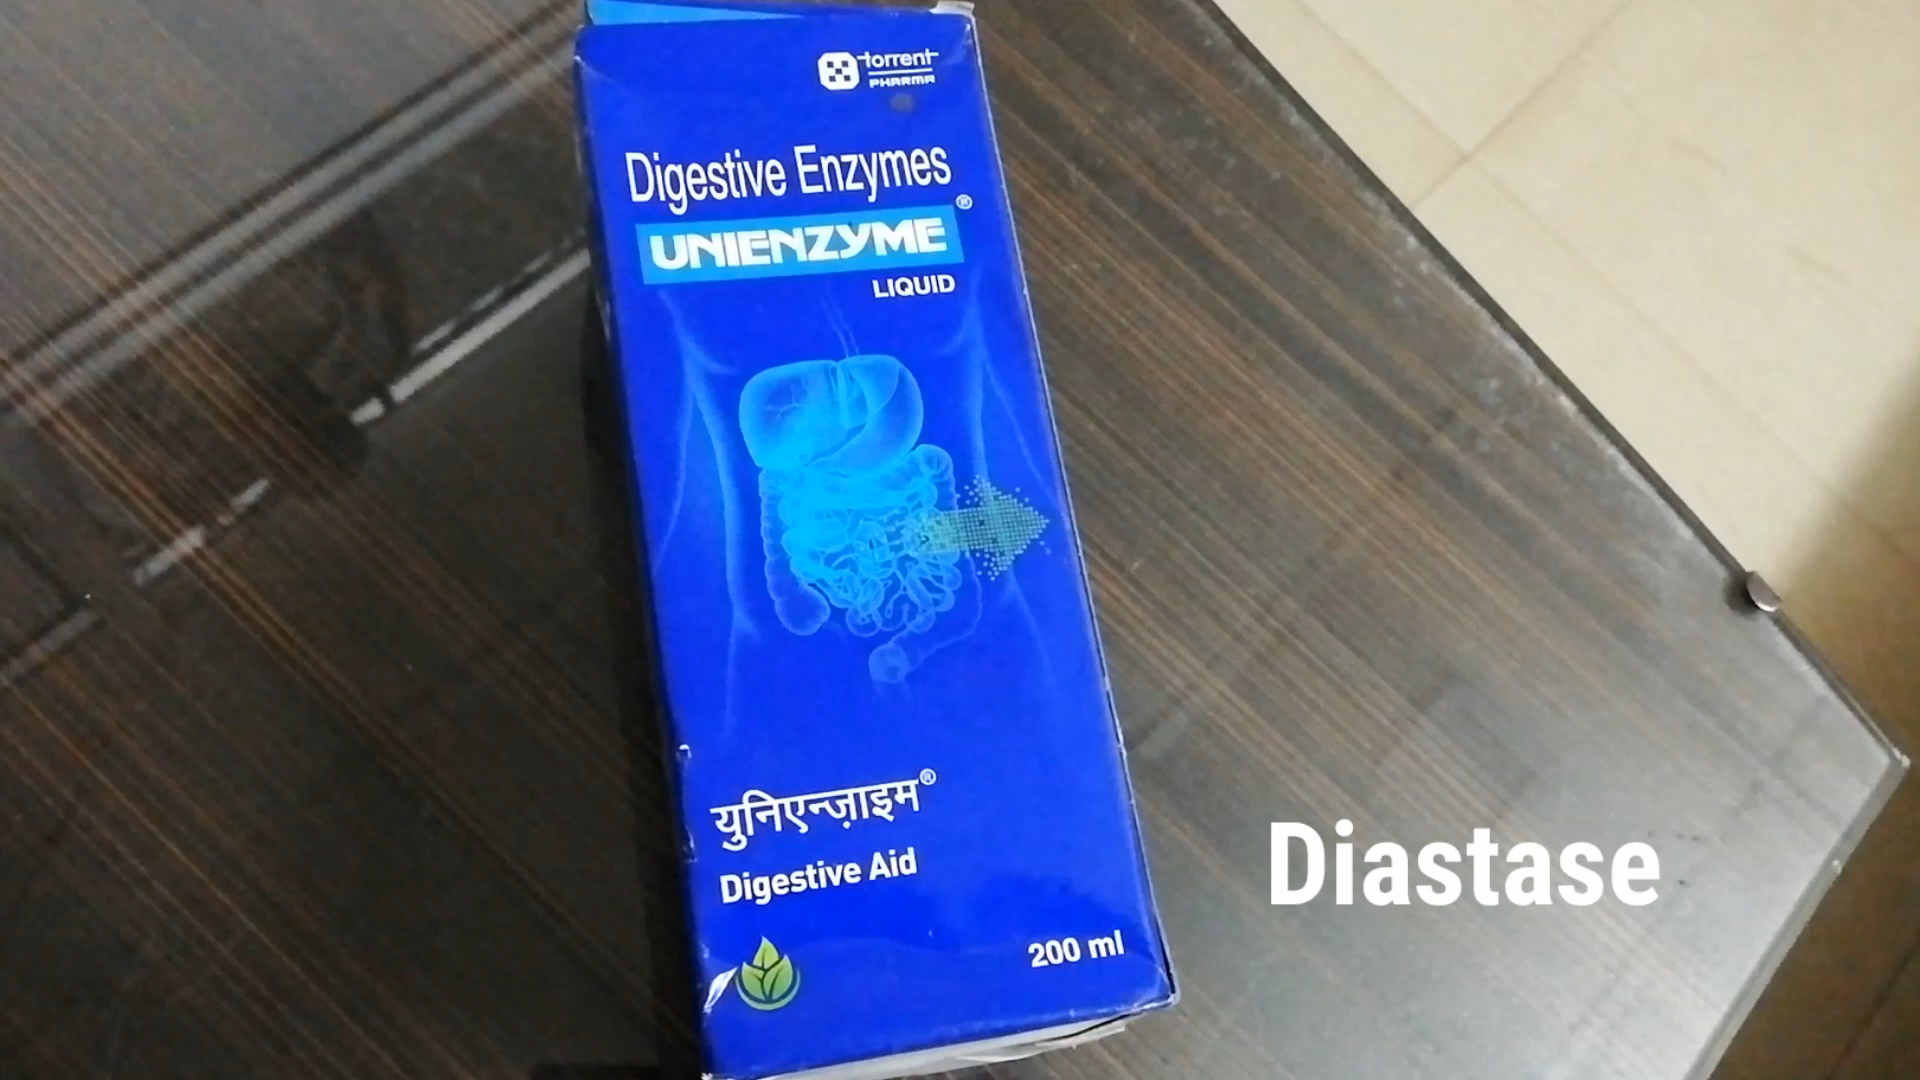 torrent
PHARMA
Digestive Enzymes
UNIENZYME®
LIQUID
युनिएन्ज़ाइम®
Digestive Aid
200 ml
Diastase